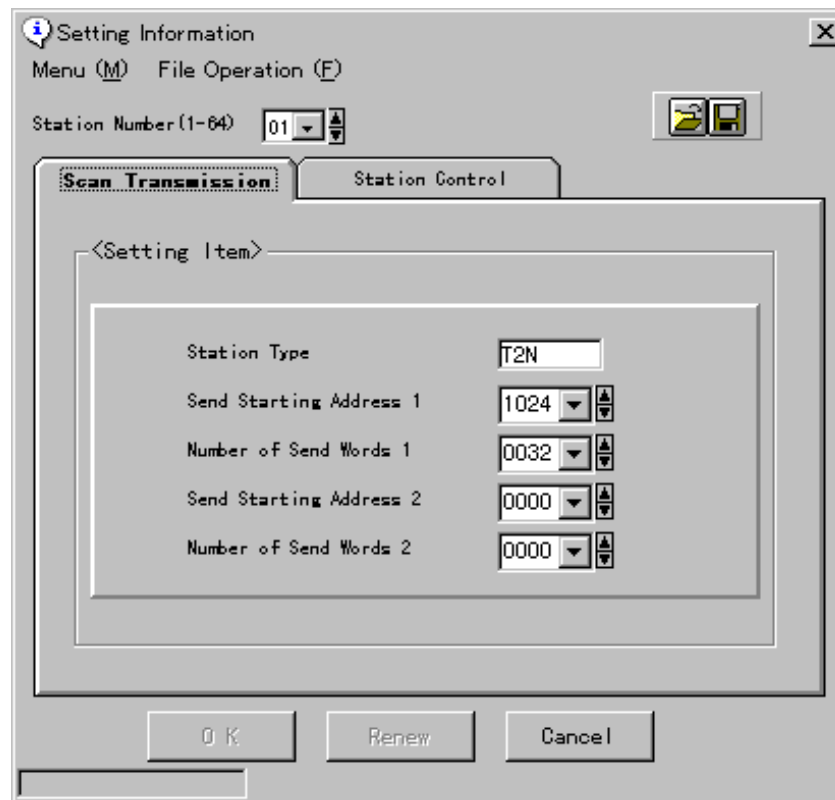 Setting Information
Menu (M) File Operation (F)
Station Number(1-64) 01
Scan Transmission Station Control
<Setting Item>
Station Type T2N
Send Starting Address 1 1024
Number of Send Words 1 0032
Send Starting Address 2 0000
Number of Send Words 2 0000
O K Renew Cancel